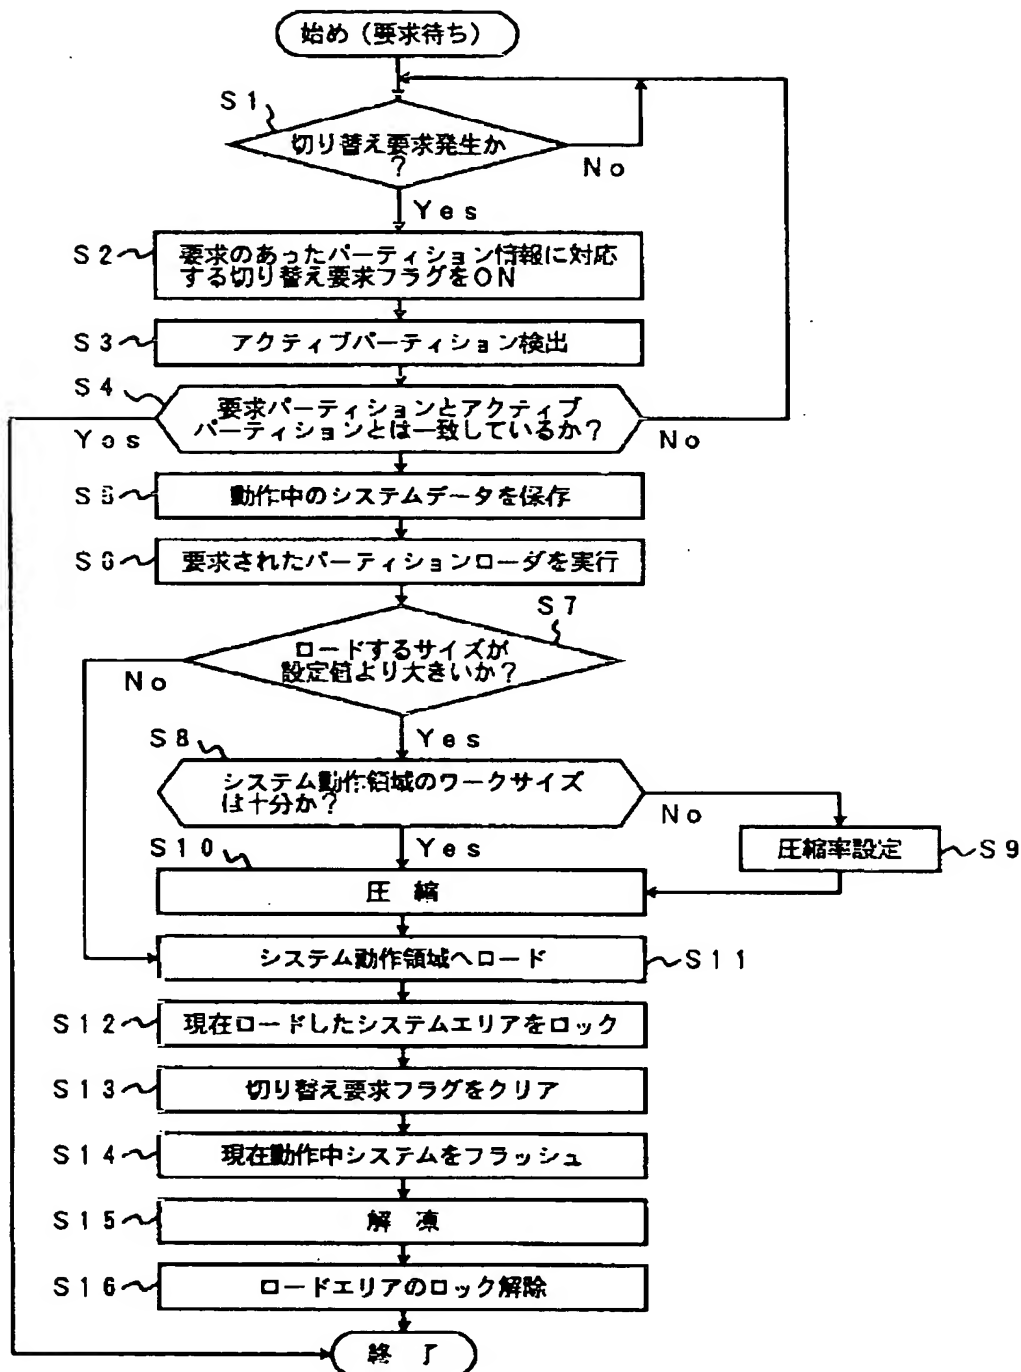 始め（要求待ち）
S1
切り替え要求発生か
？
No
Yes
S2
要求のあったパーティション情報に対応
する切り替え要求フラグをON
S3
アクティブパーティション検出
S4
要求パーティションとアクティブ
パーティションとは一致しているか？
Yes
No
S5
動作中のシステムデータを保存
S6
要求されたパーティションローダを実行
S7
ロードするサイズが
設定値より大きいか？
No
Yes
S8
システム動作領域のワークサイズ
は十分か？
No
Yes
圧縮率設定
S9
S10
圧　縮
システム動作領域へロード
S11
S12
現在ロードしたシステムエリアをロック
S13
切り替え要求フラグをクリア
S14
現在動作中システムをフラッシュ
S15
解　凍
S16
ロードエリアのロック解除
終　了